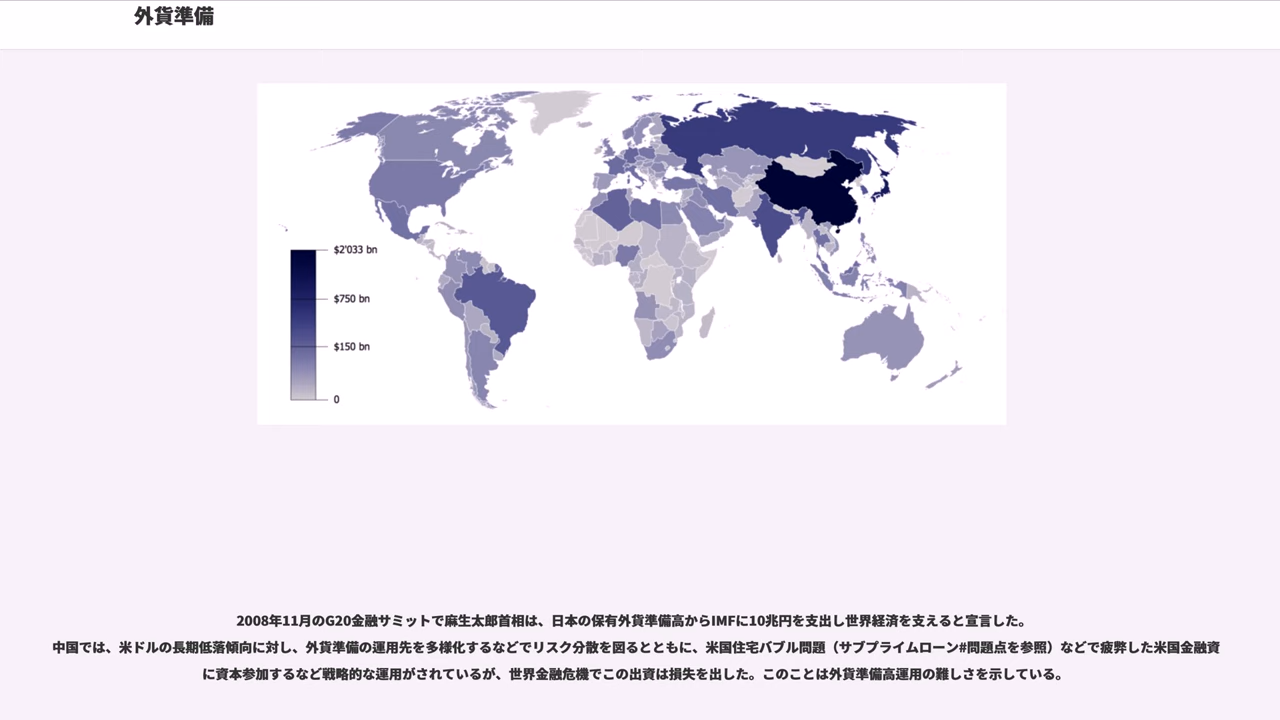 外貨準備
$2'033 bn
$750 bn
$150 bn
0
2008年11月のG20金融サミットで麻生太郎首相は、日本の保有外貨準備高からIMFに10兆円を支出し世界経済を支えると宣言した。
中国では、米ドルの長期低落傾向に対し、外貨準備の運用先を多様化するなどでリスク分散を図るとともに、米国住宅バブル問題（サブプライムローン#問題点を参照）などで疲弊した米国金融資
に資本参加するなど戦略的な運用がされているが、世界金融危機でこの出資は損失を出した。このことは外貨準備高運用の難しさを示している。